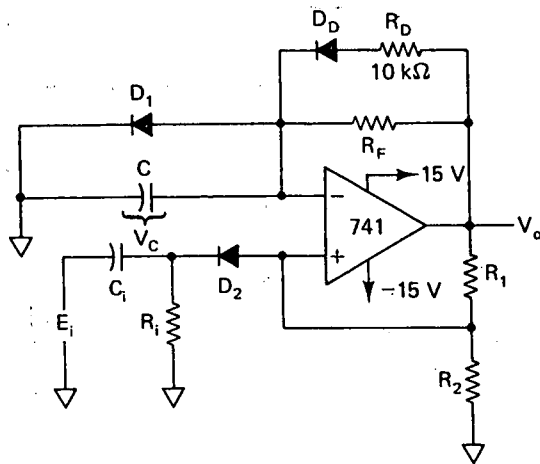 D_D R_D
10 kΩ
D_1
R_F
C
V_C
− 15 V
741
V_o
+
C_i D_2
−15 V
R_1
E_i R_i
R_2